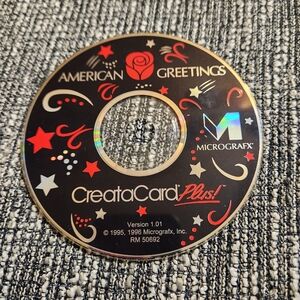 AMERICAN GREETINGS
MICROGRAFX
CreataCard Plus!
Version 1.01
© 1995, 1996 Micrografx, Inc.
RM 50692